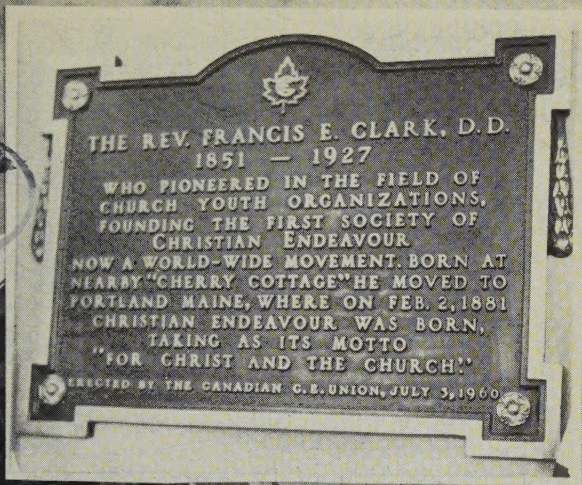 THE REV. FRANCIS E. CLARK, D.D.
1851 — 1927
WHO PIONEERED IN THE FIELD OF
CHURCH YOUTH ORGANIZATIONS,
FOUNDING THE FIRST SOCIETY OF
CHRISTIAN ENDEAVOUR
NOW A WORLD-WIDE MOVEMENT. BORN AT
NEARBY "CHERRY COTTAGE" HE MOVED TO
PORTLAND MAINE, WHERE ON FEB. 2, 1881
CHRISTIAN ENDEAVOUR WAS BORN,
TAKING AS ITS MOTTO
"FOR CHRIST AND THE CHURCH!"
ERECTED BY THE CANADIAN C.E. UNION, JULY 3, 1960